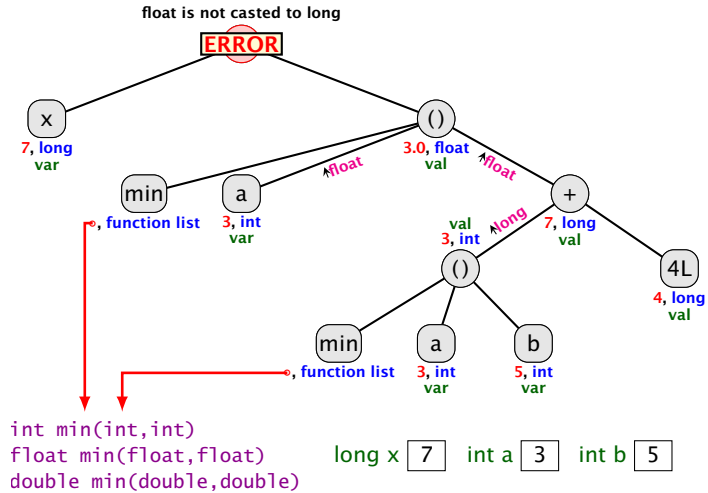 float is not casted to long
ERROR
x
7, long
var
()
3.0, float
val
float
float
min
, function list
a
3, int
var
+
7, long
val
long
val
3, int
()
4L
4, long
val
min
, function list
a
3, int
var
b
5, int
var
int min(int,int)
float min(float,float)
double min(double,double)
long x 7 int a 3 int b 5